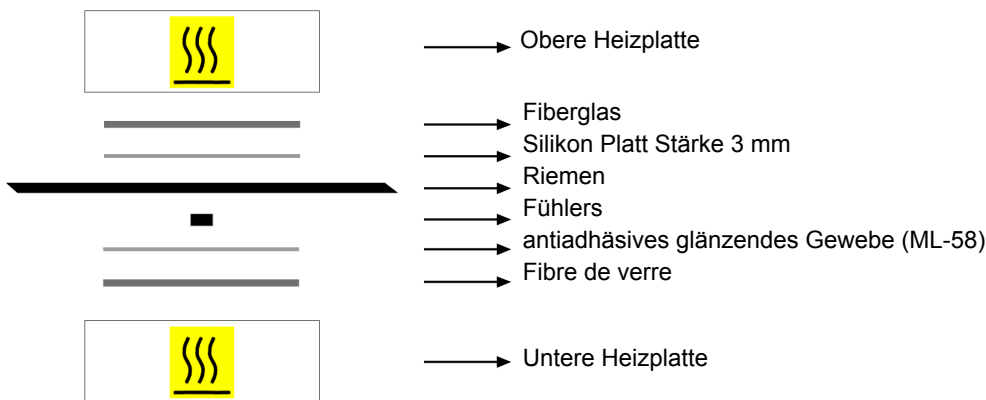 Obere Heizplatte
Fiberglas
Silikon Platt Stärke 3 mm
Riemen
Fühlers
antiadhäsives glänzendes Gewebe (ML-58)
Fibre de verre
Untere Heizplatte